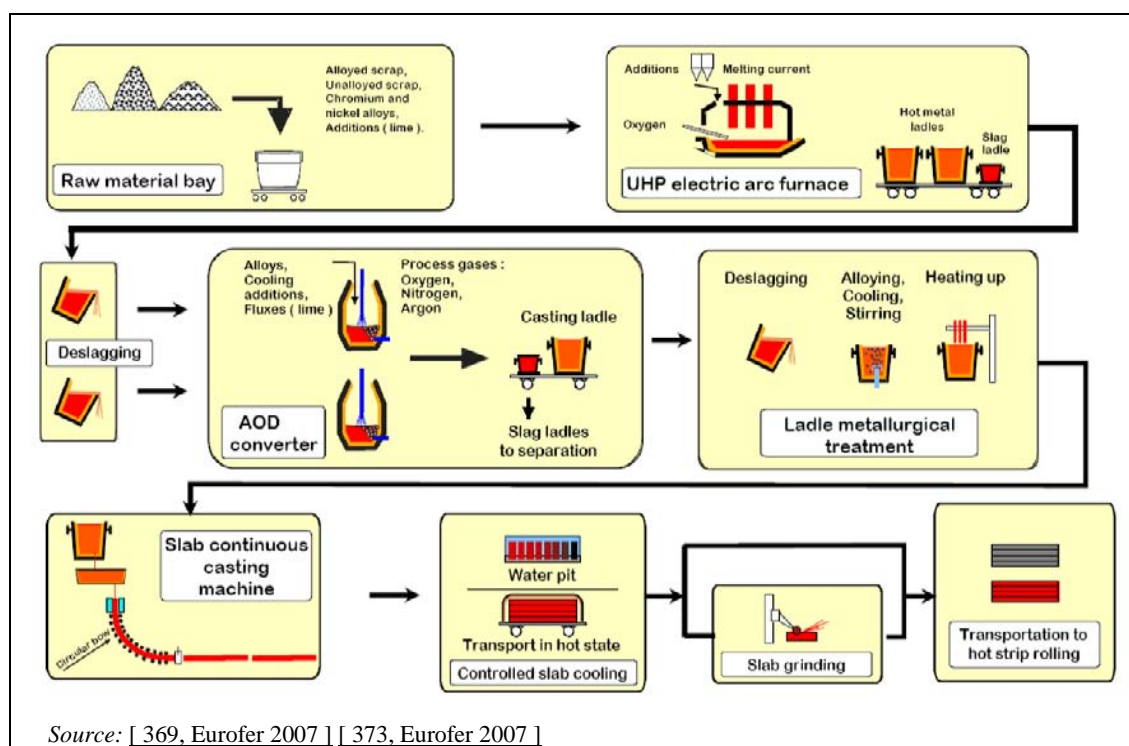 Alloyed scrap,
Unalloyed scrap,
Chromium and
nickel alloys,
Additions ( lime ).
Raw material bay
Additions
Melting current
Oxygen
Hot metal
ladles
Slag
ladle
UHP electric arc furnace
Deslagging
Alloys,
Cooling
additions,
Fluxes ( lime )
Process gases :
Oxygen,
Nitrogen,
Argon
Casting ladle
AOD
converter
Slag ladles
to separation
Deslagging
Alloying,
Cooling,
Stirring
Heating up
Ladle metallurgical
treatment
Slab continuous
casting
machine
Circular bow
Water pit
Transport in hot state
Controlled slab cooling
Slab grinding
Transportation to
hot strip rolling
Source: [ 369, Eurofer 2007 ] [ 373, Eurofer 2007 ]